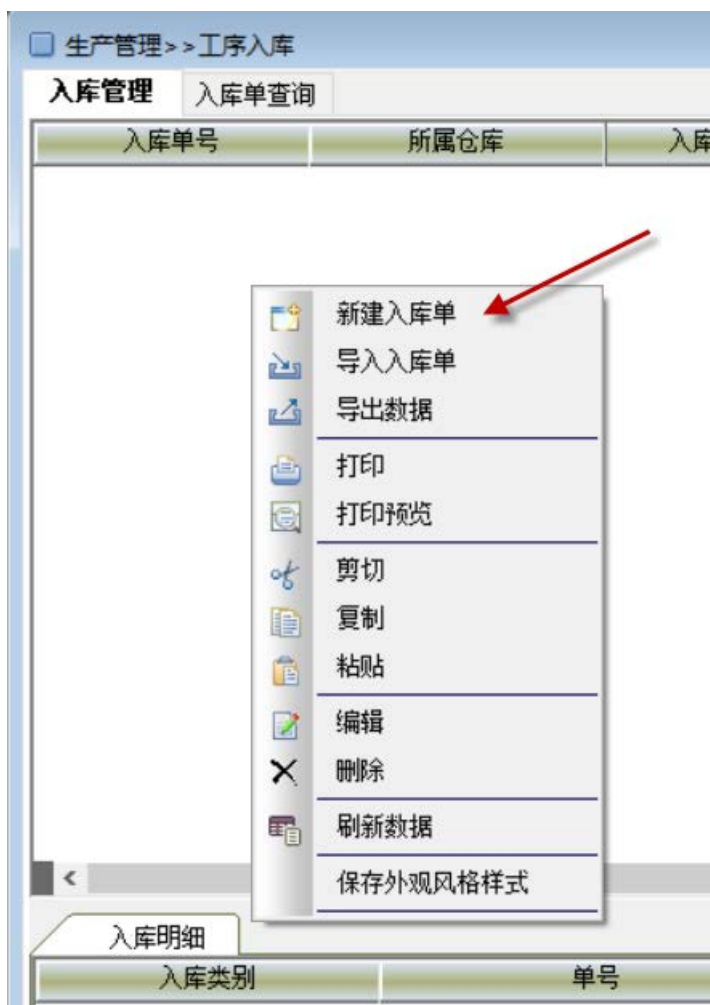 生产管理>>工序入库
入库管理 入库单查询
入库单号 所属仓库 入库
新建入库单
导入入库单
导出数据
打印
打印预览
剪切
复制
粘贴
编辑
删除
刷新数据
保存外观风格样式
入库明细
入库类别 单号